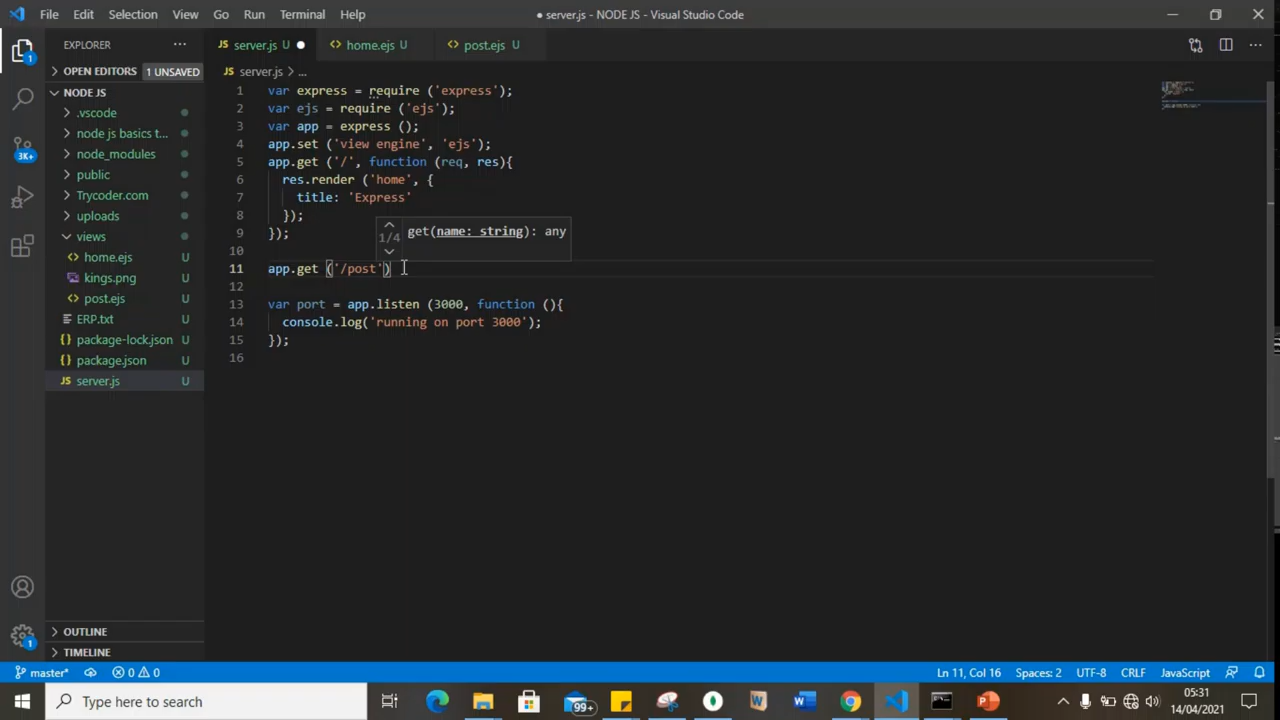 File Edit Selection View Go Run Terminal Help
● server.js - NODE JS - Visual Studio Code
EXPLORER
server.js U
home.ejs U
post.ejs U
OPEN EDITORS 1 UNSAVED
NODE JS
.vscode
node js basics t...
node_modules
public
Trycoder.com
uploads
views
home.ejs U
kings.png U
post.ejs U
ERP.txt U
package-lock.json U
package.json U
JS server.js U
OUTLINE
TIMELINE
1
3K+
1
JS server.js > ...
1 var express = require ('express');
2 var ejs = require ('ejs');
3 var app = express ();
4 app.set ('view engine', 'ejs');
5 app.get ('/', function (req, res){
6 res.render ('home', {
7 title: 'Express'
8 });
9 });
1/4 get(name: string): any
10
11 app.get ('/post')
12
13 var port = app.listen (3000, function (){
14 console.log('running on port 3000');
15 });
16
master* 0 0 Ln 11, Col 16 Spaces: 2 UTF-8 CRLF JavaScript
Type here to search
99+
05:31
14/04/2021